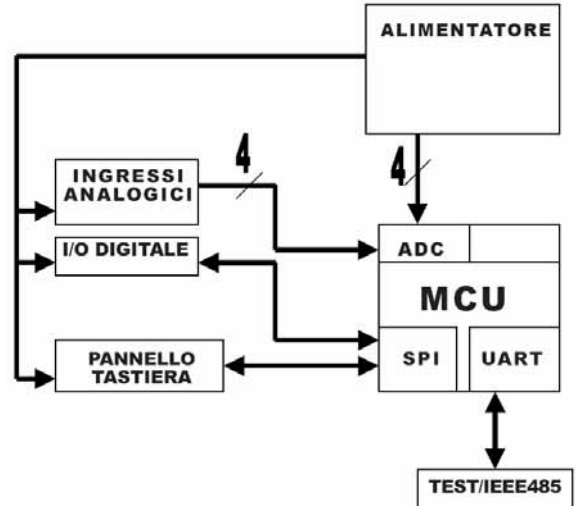 ALIMENTATORE
4
4
INGRESSI
ANALOGICI
I/O DIGITALE
ADC
MCU
PANNELLO
TASTIERA
SPI
UART
TEST/IEEE485